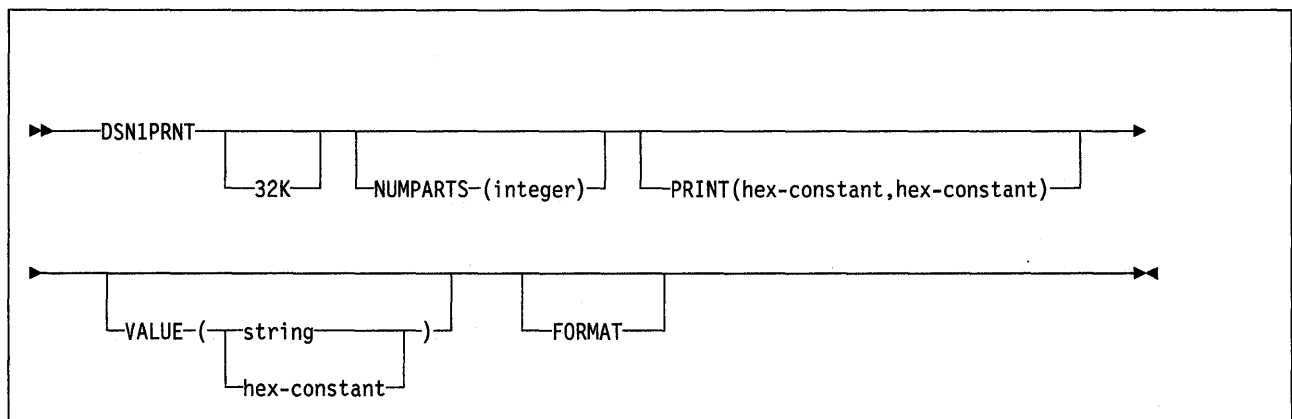 DSN1PRNT
32K NUMPARTS (integer) PRINT(hex-constant,hex-constant)
VALUE ( string )
hex-constant
FORMAT